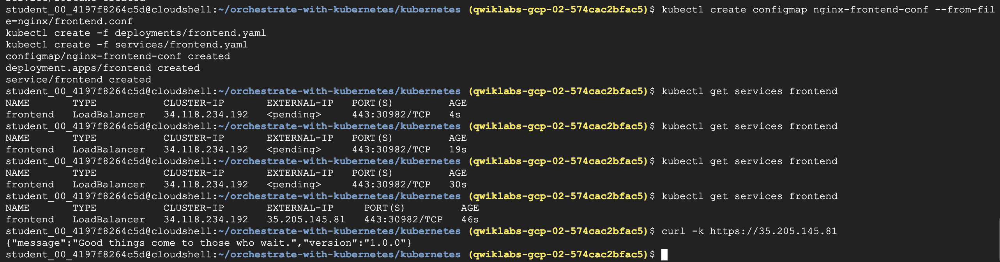 service/fortune created
student_00_4197f8264c5d@cloudshell:~/orchestrate-with-kubernetes/kubernetes (qwiklabs-gcp-02-574cac2bfac5)$ kubectl create configmap nginx-frontend-conf --from-fil
e=nginx/frontend.conf
kubectl create -f deployments/frontend.yaml
kubectl create -f services/frontend.yaml
configmap/nginx-frontend-conf created
deployment.apps/frontend created
service/frontend created
student_00_4197f8264c5d@cloudshell:~/orchestrate-with-kubernetes/kubernetes (qwiklabs-gcp-02-574cac2bfac5)$ kubectl get services frontend
NAME       TYPE           CLUSTER-IP       EXTERNAL-IP   PORT(S)         AGE
frontend   LoadBalancer   34.118.234.192   <pending>     443:30982/TCP   4s
student_00_4197f8264c5d@cloudshell:~/orchestrate-with-kubernetes/kubernetes (qwiklabs-gcp-02-574cac2bfac5)$ kubectl get services frontend
NAME       TYPE           CLUSTER-IP       EXTERNAL-IP   PORT(S)         AGE
frontend   LoadBalancer   34.118.234.192   <pending>     443:30982/TCP   19s
student_00_4197f8264c5d@cloudshell:~/orchestrate-with-kubernetes/kubernetes (qwiklabs-gcp-02-574cac2bfac5)$ kubectl get services frontend
NAME       TYPE           CLUSTER-IP       EXTERNAL-IP   PORT(S)         AGE
frontend   LoadBalancer   34.118.234.192   <pending>     443:30982/TCP   30s
student_00_4197f8264c5d@cloudshell:~/orchestrate-with-kubernetes/kubernetes (qwiklabs-gcp-02-574cac2bfac5)$ kubectl get services frontend
NAME       TYPE           CLUSTER-IP       EXTERNAL-IP     PORT(S)         AGE
frontend   LoadBalancer   34.118.234.192   35.205.145.81   443:30982/TCP   46s
student_00_4197f8264c5d@cloudshell:~/orchestrate-with-kubernetes/kubernetes (qwiklabs-gcp-02-574cac2bfac5)$ curl -k https://35.205.145.81
{"message":"Good things come to those who wait.","version":"1.0.0"}
student_00_4197f8264c5d@cloudshell:~/orchestrate-with-kubernetes/kubernetes (qwiklabs-gcp-02-574cac2bfac5)$